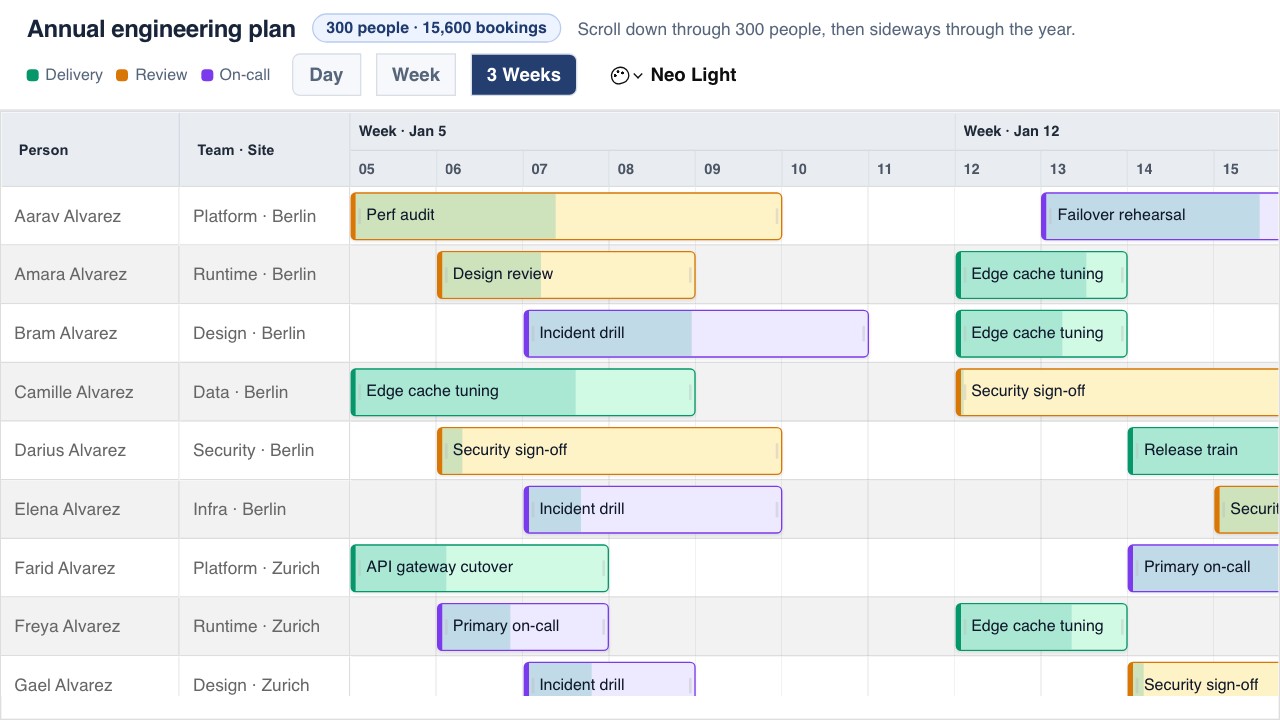 Annual engineering plan 300 people · 15,600 bookings Scroll down through 300 people, then sideways through the year.
Delivery Review On-call Day Week 3 Weeks Neo Light
Person Team · Site Week · Jan 5 Week · Jan 12
05 06 07 08 09 10 11 12 13 14 15
Aarav Alvarez Platform · Berlin Perf audit Failover rehearsal
Amara Alvarez Runtime · Berlin Design review Edge cache tuning
Bram Alvarez Design · Berlin Incident drill Edge cache tuning
Camille Alvarez Data · Berlin Edge cache tuning Security sign-off
Darius Alvarez Security · Berlin Security sign-off Release train
Elena Alvarez Infra · Berlin Incident drill Securit
Farid Alvarez Platform · Zurich API gateway cutover Primary on-call
Freya Alvarez Runtime · Zurich Primary on-call Edge cache tuning
Gael Alvarez Design · Zurich Incident drill Security sign-off